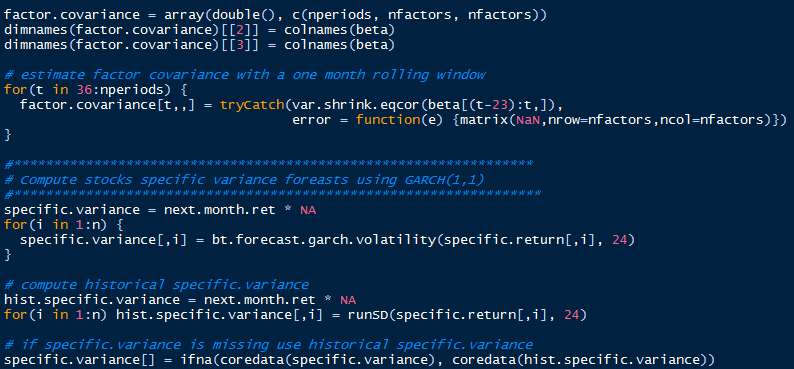 factor.covariance = array(double(), c(nperiods, nfactors, nfactors))
dimnames(factor.covariance)[[2]] = colnames(beta)
dimnames(factor.covariance)[[3]] = colnames(beta)
# estimate factor covariance with a one month rolling window
for(t in 36:nperiods) {
  factor.covariance[t,,] = tryCatch(var.shrink.eqcor(beta[(t-23):t,]),
                                    error = function(e) {matrix(NaN,nrow=nfactors,ncol=nfactors)})
}
#*****************************************************************
# Compute stocks specific variance foreasts using GARCH(1,1)
#******************************************************************
specific.variance = next.month.ret * NA
for(i in 1:n) {
  specific.variance[,i] = bt.forecast.garch.volatility(specific.return[,i], 24)
}
# compute historical specific.variance
hist.specific.variance = next.month.ret * NA
for(i in 1:n) hist.specific.variance[,i] = runSD(specific.return[,i], 24)
# if specific.variance is missing use historical specific.variance
specific.variance[] = ifna(coredata(specific.variance), coredata(hist.specific.variance))